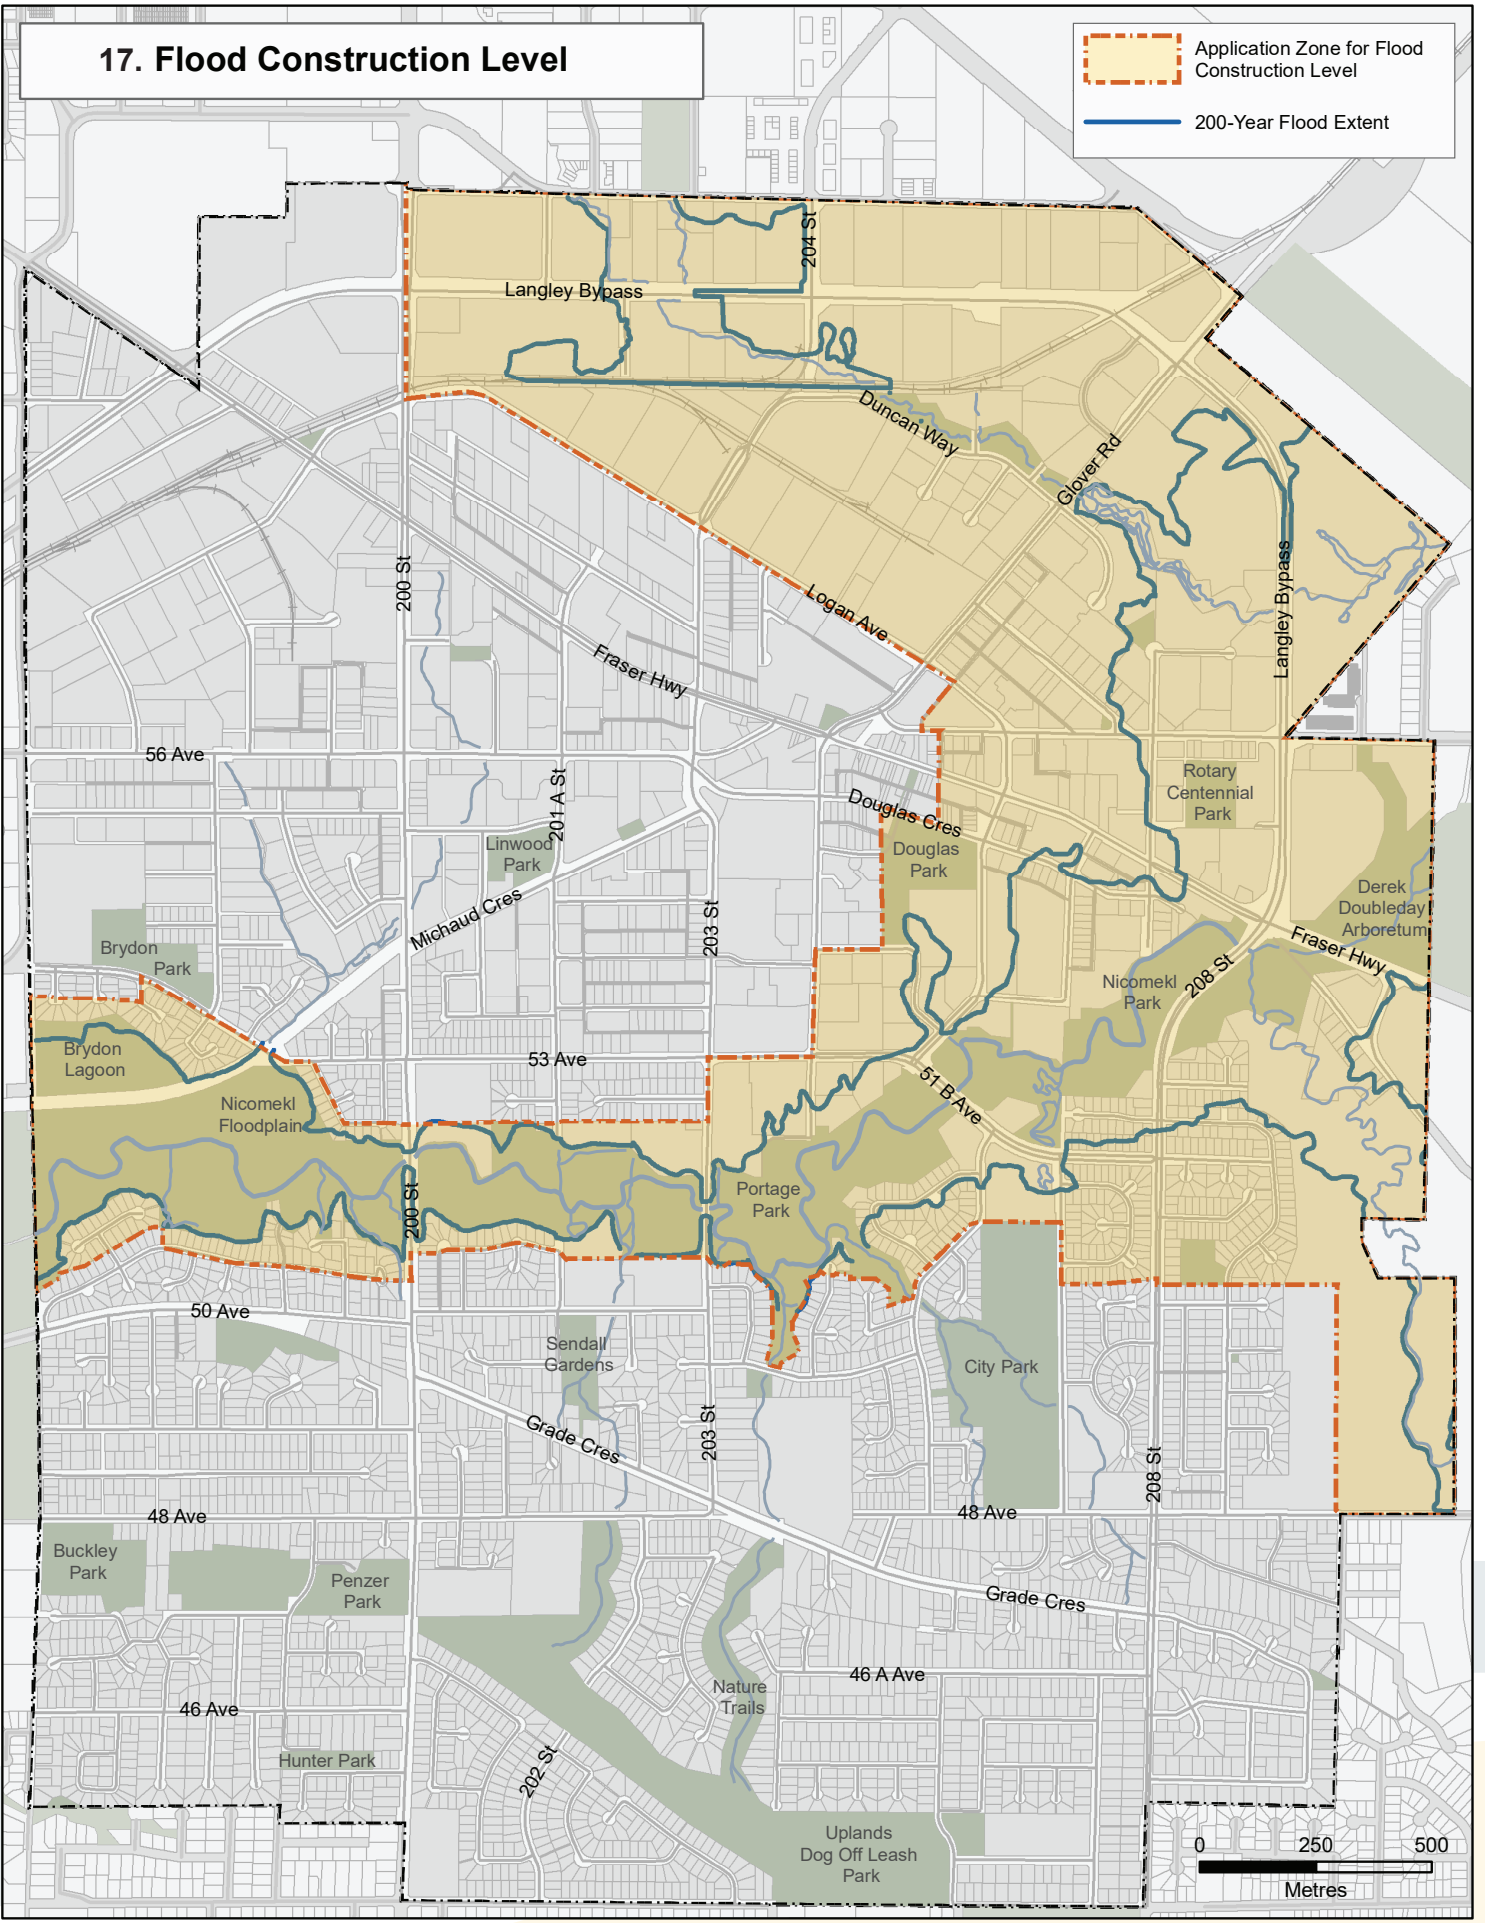 17. Flood Construction Level
Application Zone for Flood
Construction Level
200-Year Flood Extent
204 St
Langley Bypass
Duncan Way
Glover Rd
200 St
Logan Ave
Langley Bypass
Fraser Hwy
56 Ave
201 A St
Rotary
Centennial
Park
Douglas Cres
Linwood
Park
Douglas
Park
Derek
Doubleday
Arboretum
Michaud Cres
203 St
Brydon
Park
Fraser Hwy
208 St
Nicomekl
Park
Brydon
Lagoon
53 Ave
51 B Ave
Nicomekl
Floodplain
200 St
Portage
Park
50 Ave
Sendall
Gardens
City Park
Grade Cres
203 St
208 St
48 Ave
48 Ave
Buckley
Park
Penzer
Park
Grade Cres
46 A Ave
Nature
Trails
46 Ave
Hunter Park
202 St
Uplands
Dog Off Leash
Park
0 250 500
Metres